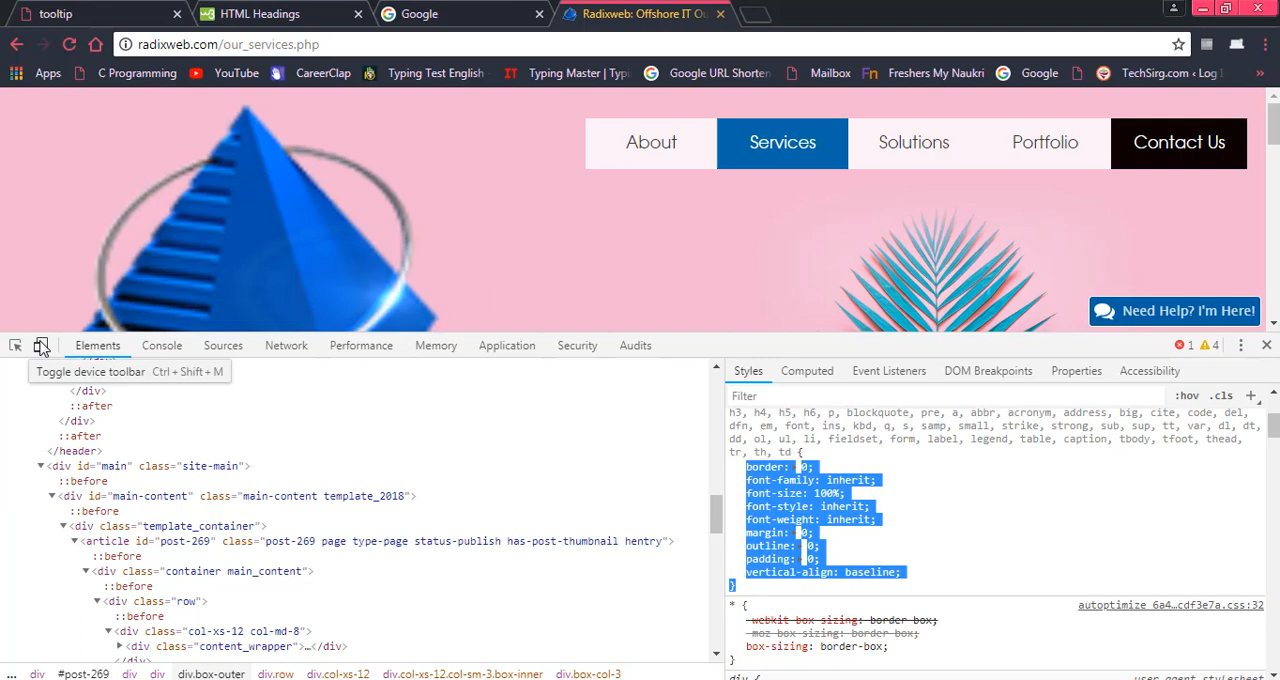 tooltip HTML Headings Google Radixweb: Offshore IT Ou
radixweb.com/our_services.php
Apps C Programming YouTube CareerClap Typing Test English IT Typing Master | Typi Google URL Shorten Mailbox Fn Freshers My Naukri Google TechSirg.com ‹ Log I »
About Services Solutions Portfolio Contact Us
Need Help? I'm Here!
Elements Console Sources Network Performance Memory Application Security Audits 1 4
Toggle device toolbar Ctrl + Shift + M
</div>
::after
</div>
::after
</header>
<div id="main" class="site-main">
::before
<div id="main-content" class="main-content template_2018">
::before
<div class="template_container">
<article id="post-269" class="post-269 page type-page status-publish has-post-thumbnail hentry">
::before
<div class="container main_content">
::before
<div class="row">
::before
<div class="col-xs-12 col-md-8">
<div class="content_wrapper">…</div>
</div>
... div #post-269 div div div.box-outer div.row div.col-xs-12 div.col-xs-12.col-sm-3.box-inner div.box-col-3
Styles Computed Event Listeners DOM Breakpoints Properties Accessibility
Filter :hov .cls +
h3, h4, h5, h6, p, blockquote, pre, a, abbr, acronym, address, big, cite, code, del,
dfn, em, font, ins, kbd, q, s, samp, small, strike, strong, sub, sup, tt, var, dl, dt,
dd, ol, ul, li, fieldset, form, label, legend, table, caption, tbody, tfoot, thead,
tr, th, td {
border: 0;
font-family: inherit;
font-size: 100%;
font-style: inherit;
font-weight: inherit;
margin: 0;
outline: 0;
padding: 0;
vertical-align: baseline;
}
* { autoptimize_6a4…cdf3e7a.css:32
-webkit-box-sizing: border-box;
-moz-box-sizing: border-box;
box-sizing: border-box;
}
div { user agent stylesheet